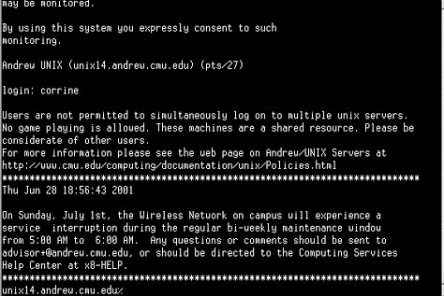 may be monitored.
By using this system you expressly consent to such
monitoring.
Andrew UNIX (unix14.andrew.cmu.edu) (pts/27)
login: corrine
Users are not permitted to simultaneously log on to multiple unix servers.
No game playing is allowed. These machines are a shared resource. Please be
considerate of other users.
For more information please see the web page on Andrew/UNIX Servers at
http://www.cmu.edu/computing/documentation/unix/Policies.html
******************************************************************************
Thu Jun 28 18:56:43 2001
On Sunday, July 1st, the Wireless Network on campus will experience a
service interruption during the regular bi-weekly maintenance window
from 5:00 AM to 6:00 AM. Any questions or comments should be sent to
advisor+@andrew.cmu.edu, or should be directed to the Computing Services
Help Center at x8-HELP.
******************************************************************************
unix14.andrew.cmu.edu%